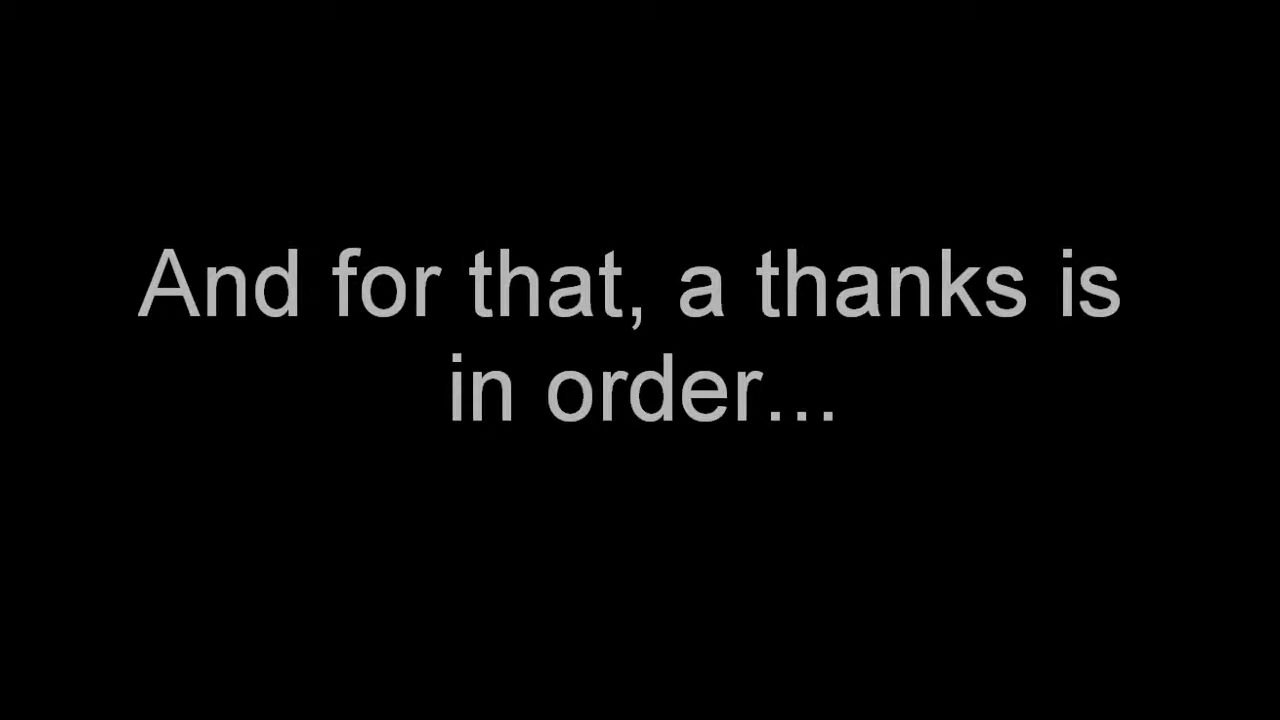 And for that, a thanks is
in order...